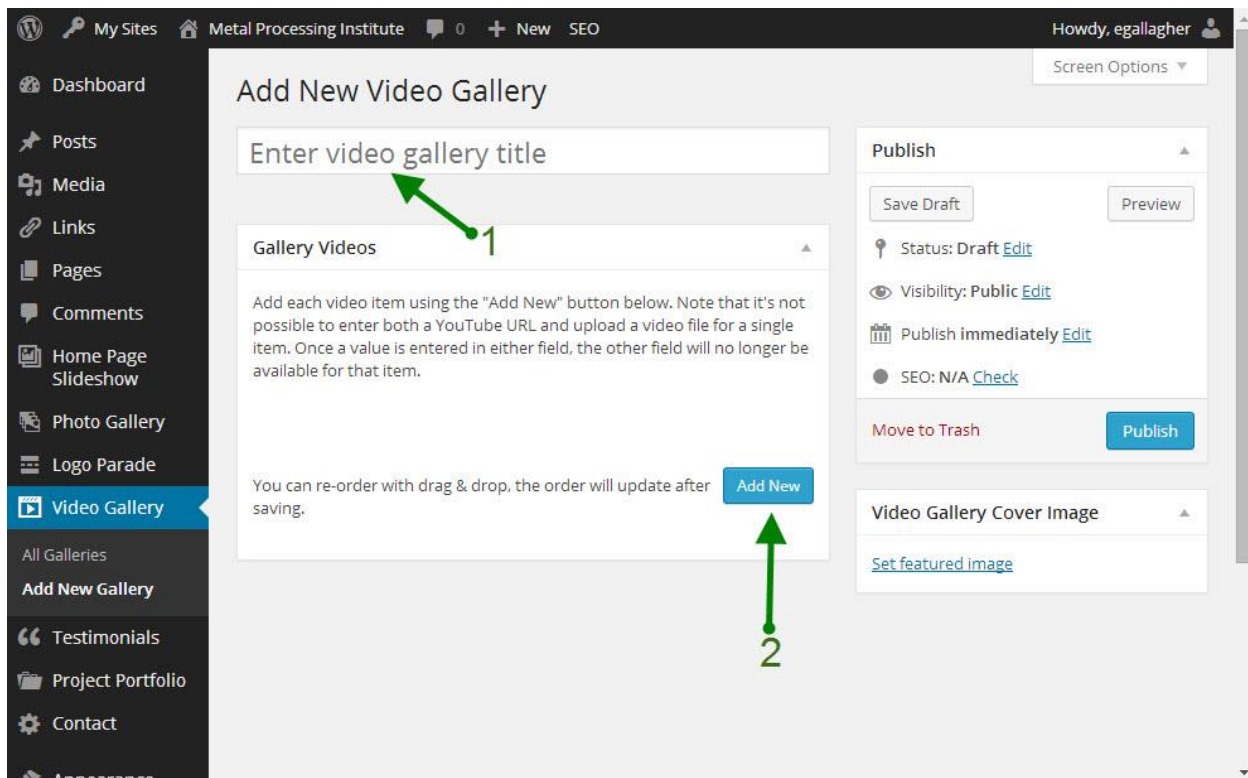 My Sites Metal Processing Institute 0 New SEO Howdy, egallagher
Screen Options
Dashboard
Posts
Media
Links
Pages
Comments
Home Page
Slideshow
Photo Gallery
Logo Parade
Video Gallery
All Galleries
Add New Gallery
Testimonials
Project Portfolio
Contact
Appearance
Add New Video Gallery
Enter video gallery title
1
Gallery Videos
Add each video item using the "Add New" button below. Note that it's not
possible to enter both a YouTube URL and upload a video file for a single
item. Once a value is entered in either field, the other field will no longer be
available for that item.
You can re-order with drag & drop, the order will update after
saving.
Add New
2
Publish
Save Draft Preview
Status: Draft Edit
Visibility: Public Edit
Publish immediately Edit
SEO: N/A Check
Move to Trash Publish
Video Gallery Cover Image
Set featured image